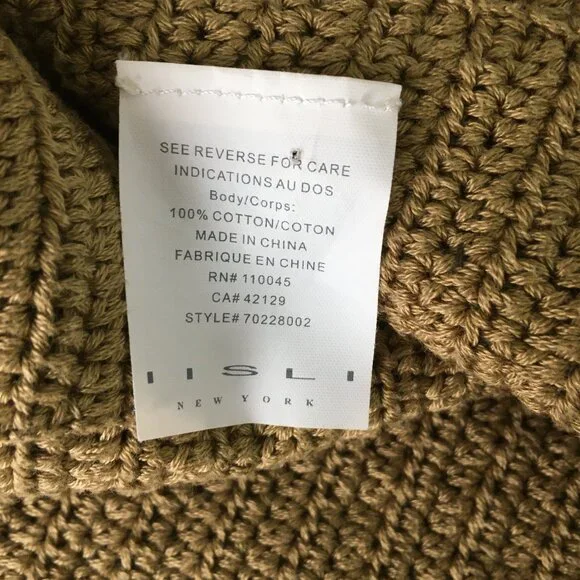 SEE REVERSE FOR CARE
INDICATIONS AU DOS
Body/Corps:
100% COTTON/COTON
MADE IN CHINA
FABRIQUE EN CHINE
RN# 110045
CA# 42129
STYLE# 70228002
IISLI
NEW YORK